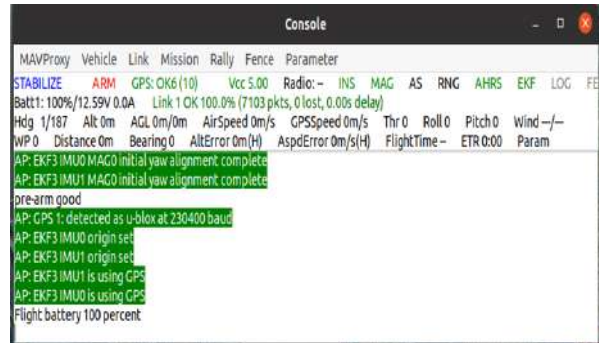 Console
MAVProxy Vehicle Link Mission Rally Fence Parameter
STABILIZE ARM GPS: OK6 (10) Vcc 5.00 Radio: -- INS MAG AS RNG AHRS EKF LOG FE
Batt1: 100%/12.59V 0.0A Link 1 OK 100.0% (7103 pkts, 0 lost, 0.00s delay)
Hdg 1/187 Alt 0m AGL 0m/0m AirSpeed 0m/s GPSSpeed 0m/s Thr 0 Roll 0 Pitch 0 Wind --/--
WP 0 Distance 0m Bearing 0 AltError 0m(H) AspdError 0m/s(H) FlightTime -- ETR 0:00 Param
AP: EKF3 IMU0 MAG0 initial yaw alignment complete
AP: EKF3 IMU1 MAG0 initial yaw alignment complete
pre-arm good
AP: GPS 1: detected as u-blox at 230400 baud
AP: EKF3 IMU0 origin set
AP: EKF3 IMU1 origin set
AP: EKF3 IMU1 is using GPS
AP: EKF3 IMU0 is using GPS
Flight battery 100 percent